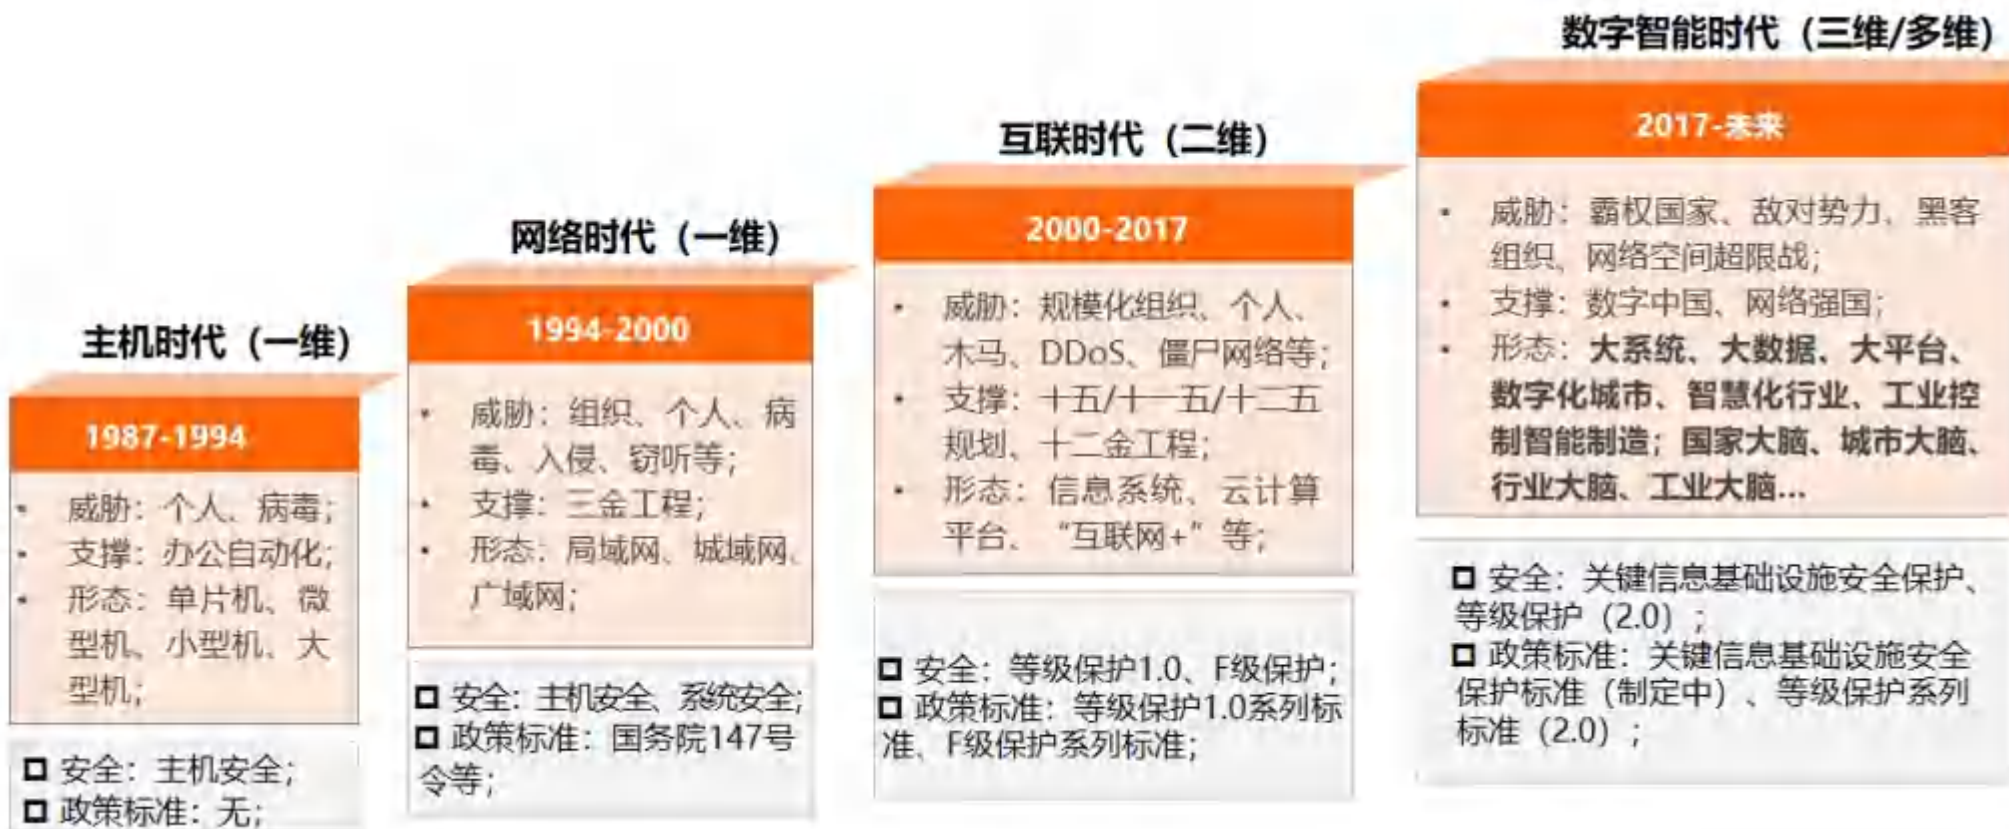 主机时代（一维）
1987-1994
• 威胁：个人、病毒；
• 支撑：办公自动化；
• 形态：单片机、微
型机、小型机、大
型机；
□ 安全：主机安全；
□ 政策标准：无；
网络时代（一维）
1994-2000
• 威胁：组织、个人、病
毒、入侵、窃听等；
• 支撑：三金工程；
• 形态：局域网、城域网、
广域网；
□ 安全：主机安全、系统安全；
□ 政策标准：国务院147号
令等；
互联时代（二维）
2000-2017
• 威胁：规模化组织、个人、
木马、DDoS、僵尸网络等；
• 支撑：十五/十一五/十二五
规划、十二金工程；
• 形态：信息系统、云计算
平台、“互联网+”等；
□ 安全：等级保护1.0、F级保护；
□ 政策标准：等级保护1.0系列标
准、F级保护系列标准；
数字智能时代（三维/多维）
2017-未来
• 威胁：霸权国家、敌对势力、黑客
组织、网络空间超限战；
• 支撑：数字中国、网络强国；
• 形态：大系统、大数据、大平台、
数字化城市、智慧化行业、工业控
制智能制造；国家大脑、城市大脑、
行业大脑、工业大脑...
□ 安全：关键信息基础设施安全保护、
等级保护（2.0）；
□ 政策标准：关键信息基础设施安全
保护标准（制定中）、等级保护系列
标准（2.0）；